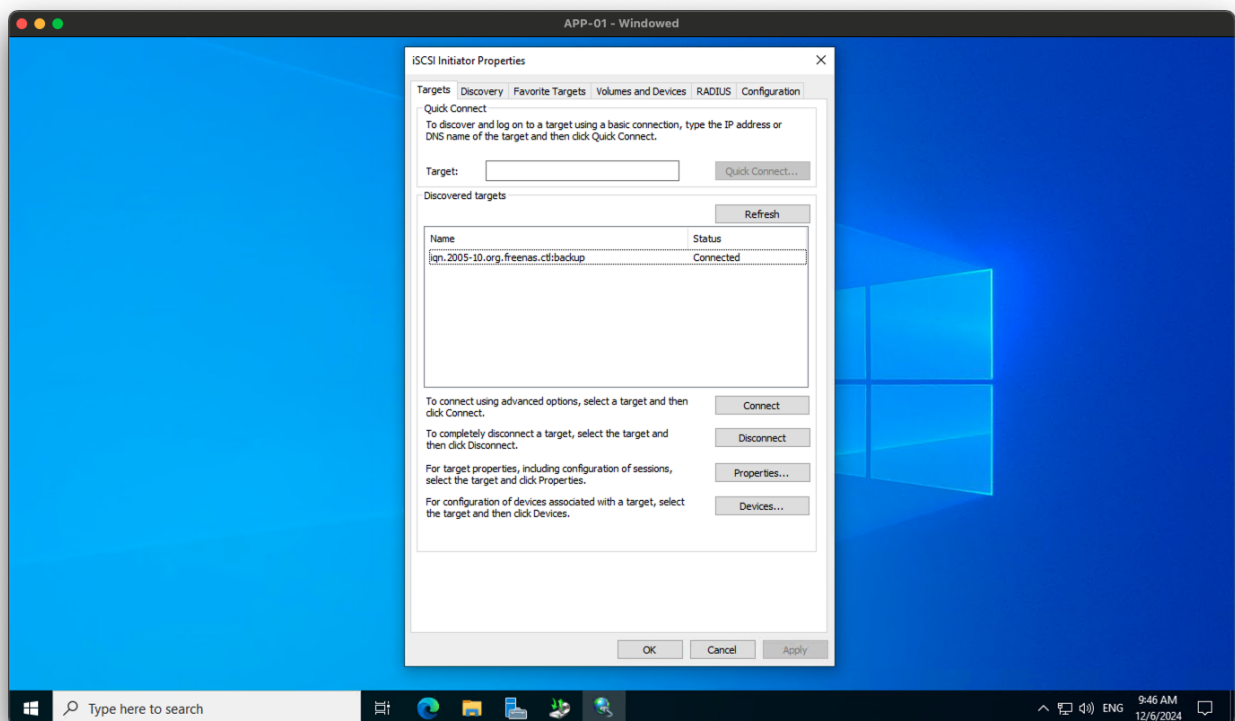 APP-01 - Windowed
iSCSI Initiator Properties
Targets Discovery Favorite Targets Volumes and Devices RADIUS Configuration
Quick Connect
To discover and log on to a target using a basic connection, type the IP address or
DNS name of the target and then click Quick Connect.
Target:
Quick Connect...
Discovered targets
Refresh
Name Status
iqn.2005-10.org.freenas.ctl:backup Connected
To connect using advanced options, select a target and then
click Connect.
Connect
To completely disconnect a target, select the target and
then click Disconnect.
Disconnect
For target properties, including configuration of sessions,
select the target and click Properties.
Properties...
For configuration of devices associated with a target, select
the target and then click Devices.
Devices...
OK Cancel Apply
Type here to search
ENG
9:46 AM
12/6/2024